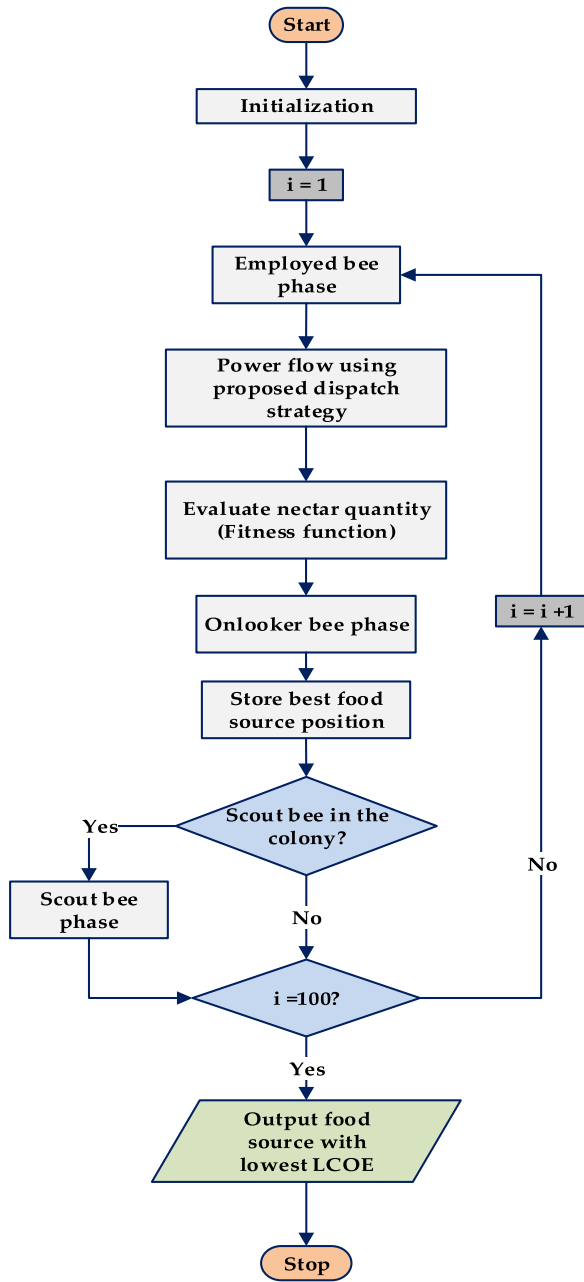 Start
Initialization
i = 1
Employed bee
phase
Power flow using
proposed dispatch
strategy
Evaluate nectar quantity
(Fitness function)
Onlooker bee phase
i = i +1
Store best food
source position
Scout bee in the
colony?
Yes
Scout bee
phase
No
No
i =100?
Yes
Output food
source with
lowest LCOE
Stop